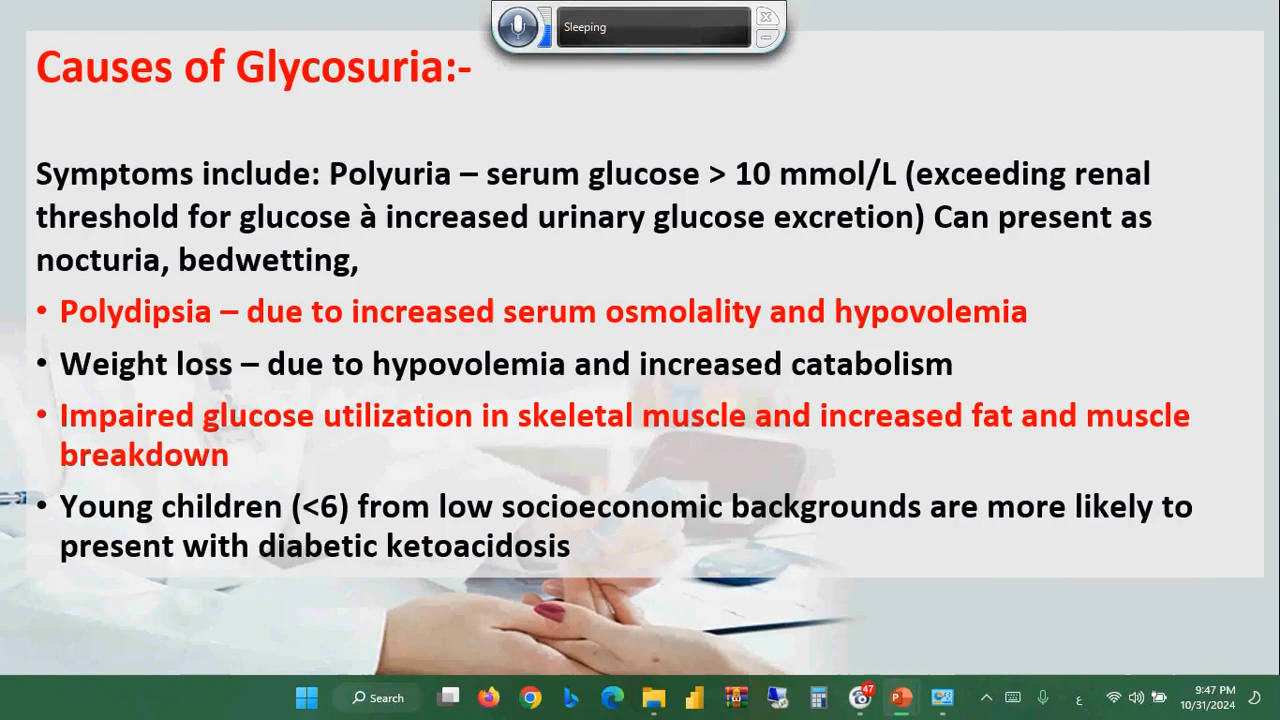 Sleeping
Causes of Glycosuria:-
Symptoms include: Polyuria – serum glucose > 10 mmol/L (exceeding renal
threshold for glucose à increased urinary glucose excretion) Can present as
nocturia, bedwetting,
• Polydipsia – due to increased serum osmolality and hypovolemia
• Weight loss – due to hypovolemia and increased catabolism
• Impaired glucose utilization in skeletal muscle and increased fat and muscle
breakdown
• Young children (<6) from low socioeconomic backgrounds are more likely to
present with diabetic ketoacidosis
Search
47
ع
9:47 PM
10/31/2024